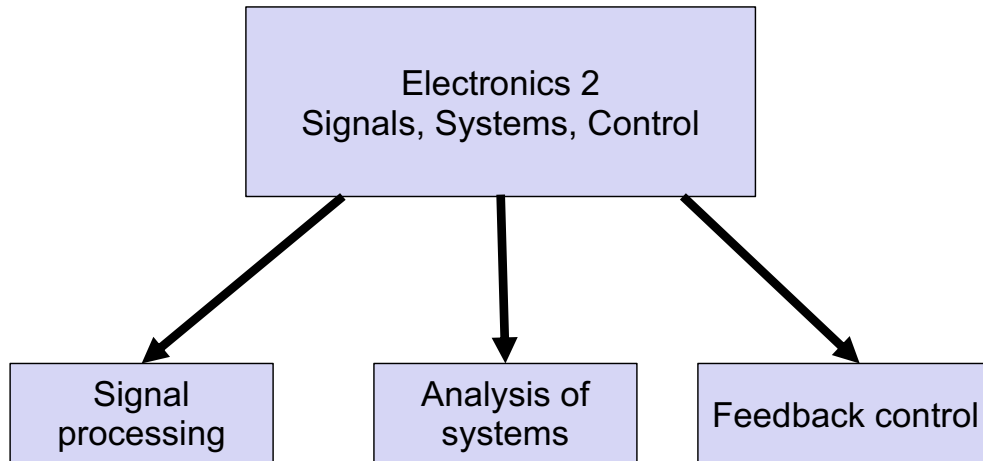 Electronics 2
Signals, Systems, Control
Signal
processing
Analysis of
systems
Feedback control